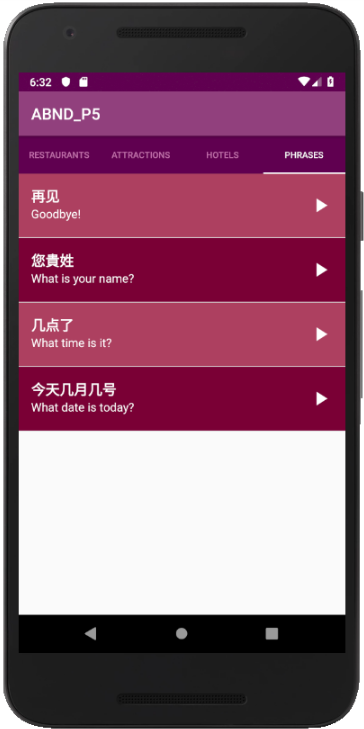 6:32
ABND_P5
RESTAURANTS ATTRACTIONS HOTELS PHRASES
再见
Goodbye!
您貴姓
What is your name?
几点了
What time is it?
今天几月几号
What date is today?